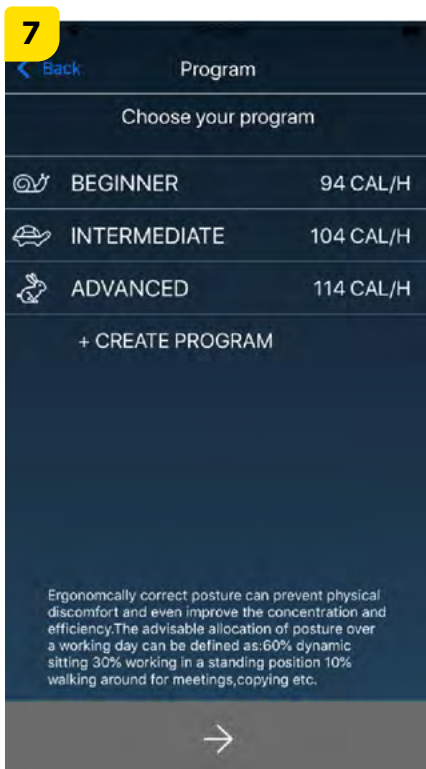 7
Back Program
Choose your program
BEGINNER 94 CAL/H
INTERMEDIATE 104 CAL/H
ADVANCED 114 CAL/H
+ CREATE PROGRAM
Ergonomcally correct posture can prevent physical
discomfort and even improve the concentration and
efficiency.The advisable allocation of posture over
a working day can be defined as:60% dynamic
sitting 30% working in a standing position 10%
walking around for meetings,copying etc.